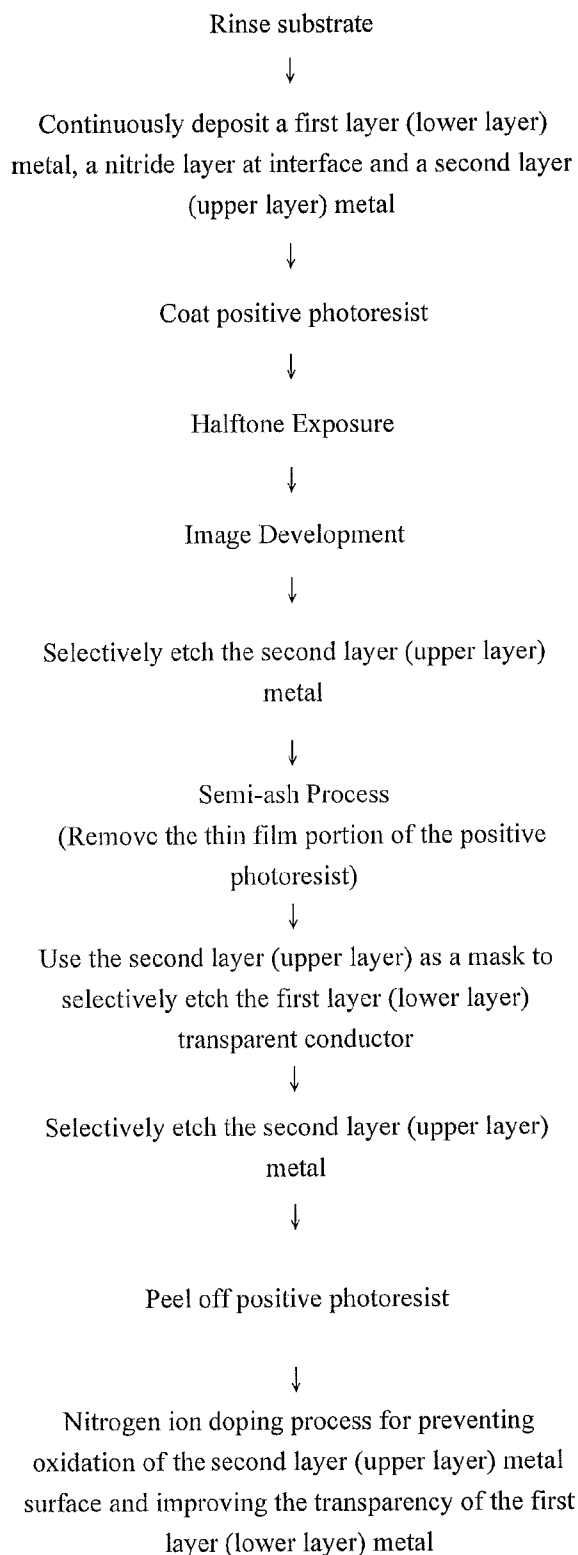 Rinse substrate
↓
Continuously deposit a first layer (lower layer)
metal, a nitride layer at interface and a second layer
(upper layer) metal
↓
Coat positive photoresist
↓
Halftone Exposure
↓
Image Development
↓
Selectively etch the second layer (upper layer)
metal
↓
Semi-ash Process
(Remove the thin film portion of the positive
photoresist)
↓
Use the second layer (upper layer) as a mask to
selectively etch the first layer (lower layer)
transparent conductor
↓
Selectively etch the second layer (upper layer)
metal
↓
Peel off positive photoresist
↓
Nitrogen ion doping process for preventing
oxidation of the second layer (upper layer) metal
surface and improving the transparency of the first
layer (lower layer) metal